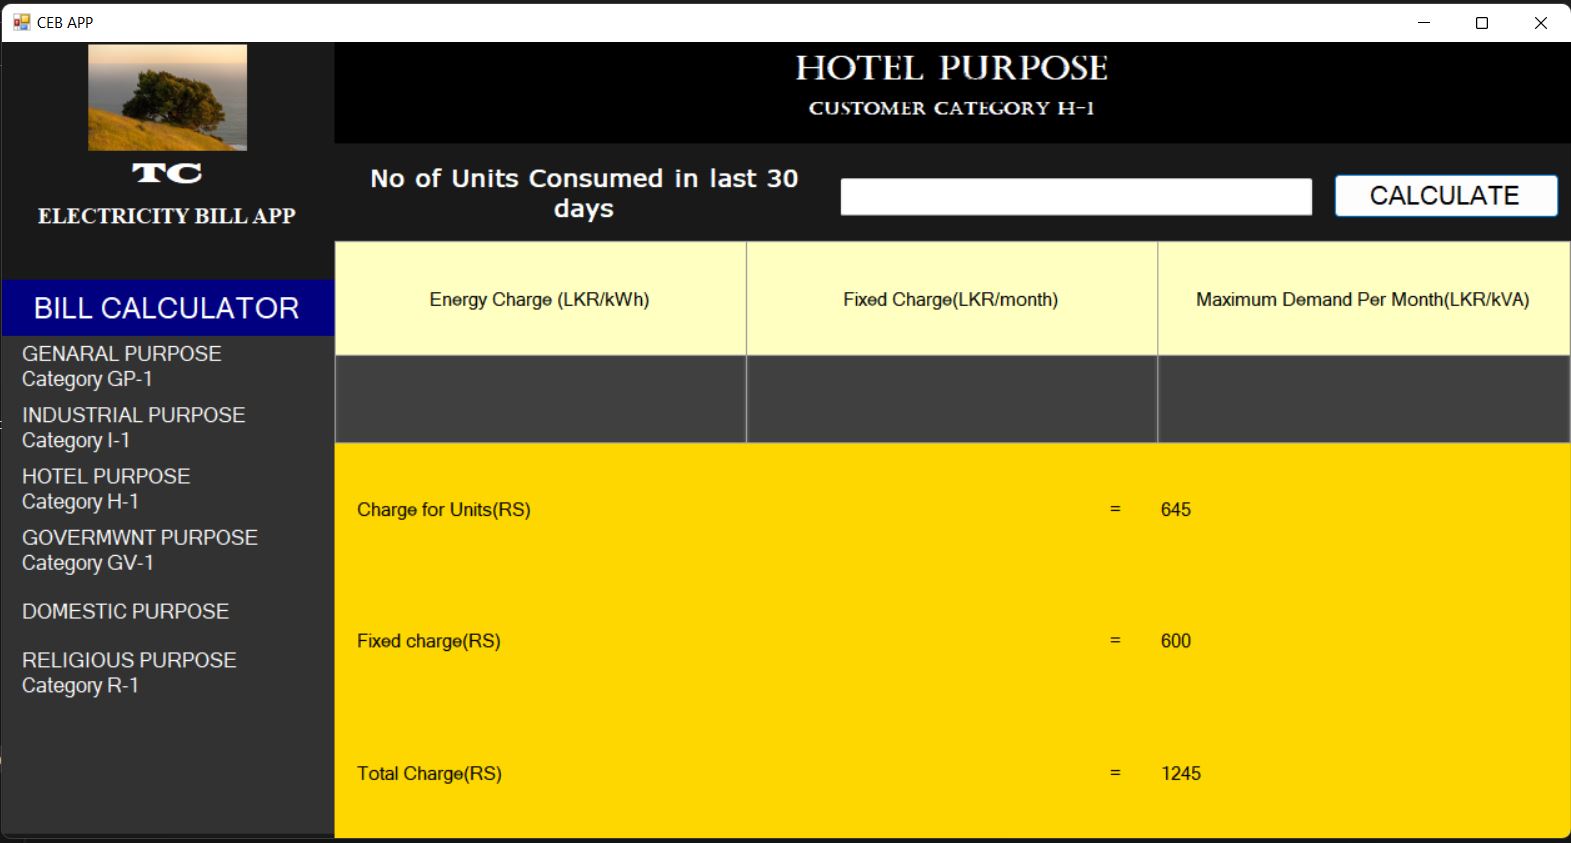 CEB APP
TC
ELECTRICITY BILL APP
BILL CALCULATOR
GENARAL PURPOSE
Category GP-1
INDUSTRIAL PURPOSE
Category I-1
HOTEL PURPOSE
Category H-1
GOVERMWNT PURPOSE
Category GV-1
DOMESTIC PURPOSE
RELIGIOUS PURPOSE
Category R-1
HOTEL PURPOSE
CUSTOMER CATEGORY H-1
No of Units Consumed in last 30
days
CALCULATE
Energy Charge (LKR/kWh) Fixed Charge(LKR/month) Maximum Demand Per Month(LKR/kVA)
Charge for Units(RS) = 645
Fixed charge(RS) = 600
Total Charge(RS) = 1245